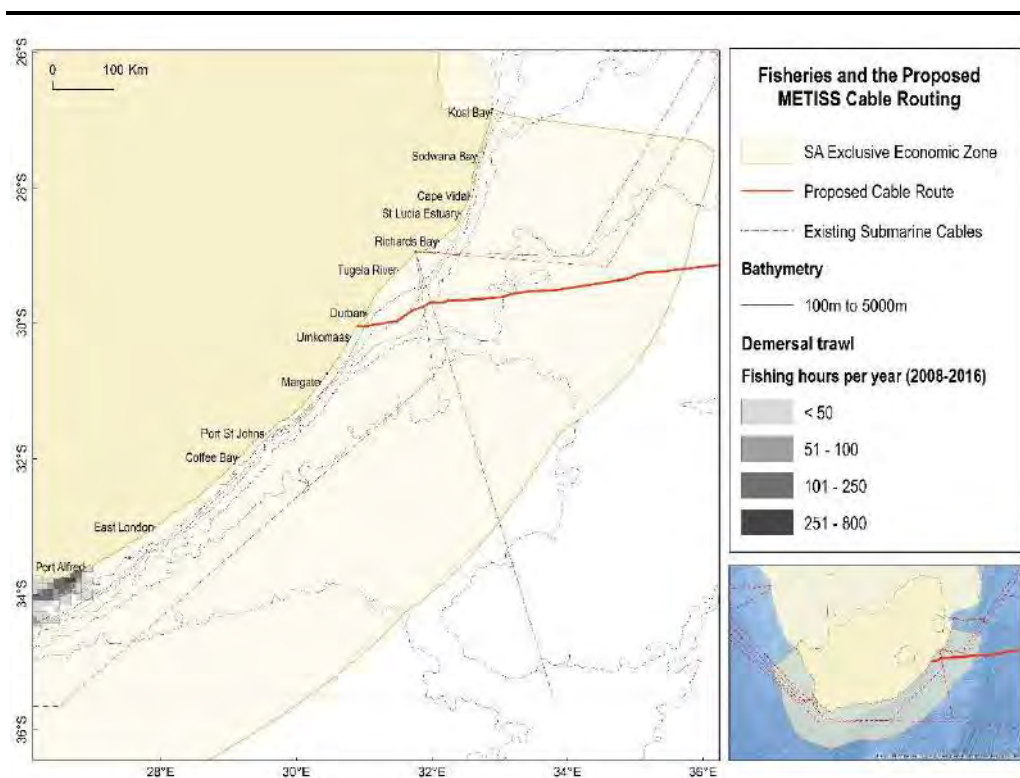 26°S
28°S
30°S
32°S
34°S
36°S
0 100 Km
Kosi Bay
Sodwana Bay
Cape Vidal
St Lucia Estuary
Richards Bay
Tugela River
Durban
Umkomaas
Margate
Port St Johns
Coffee Bay
East London
Port Alfred
28°E 30°E 32°E 34°E 36°E
Fisheries and the Proposed
METISS Cable Routing
SA Exclusive Economic Zone
Proposed Cable Route
Existing Submarine Cables
Bathymetry
100m to 5000m
Demersal trawl
Fishing hours per year (2008-2016)
< 50
51 - 100
101 - 250
251 - 800